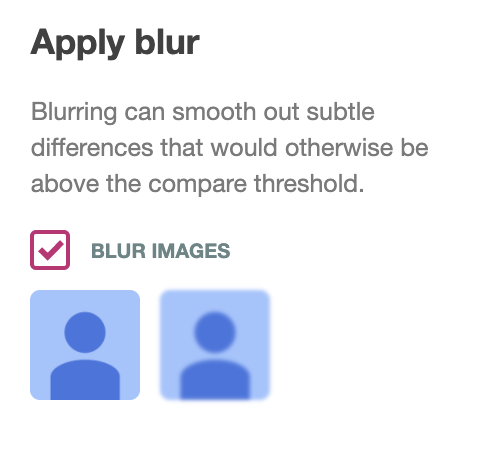 Apply blur
Blurring can smooth out subtle
differences that would otherwise be
above the compare threshold.
BLUR IMAGES